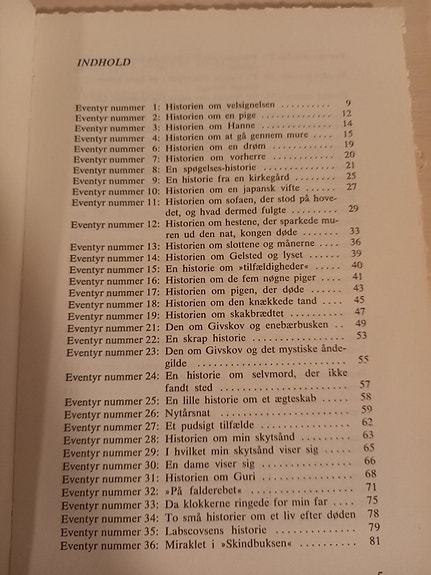 INDHOLD
Eventyr nummer 1: Historien om velsignelsen .......... 9
Eventyr nummer 2: Historien om en pige .............. 12
Eventyr nummer 3: Historien om Hanne .............. 14
Eventyr nummer 4: Historien om at gå gennem mure .... 15
Eventyr nummer 6: Historien om en drøm ............. 19
Eventyr nummer 7: Historien om vorherre ............ 20
Eventyr nummer 8: En spøgelses-historie ............. 21
Eventyr nummer 9: En historie fra en kirkegård ........ 25
Eventyr nummer 10: Historien om en japansk vifte ....... 27
Eventyr nummer 11: Historien om sofaen, der stod på hove-
det, og hvad dermed fulgte ........ 29
Eventyr nummer 12: Historien om hestene, der sparkede mu-
ren ud den nat, kongen døde ...... 33
Eventyr nummer 13: Historien om slottene og månerne .... 36
Eventyr nummer 14: Historien om Gelsted og lyset ....... 39
Eventyr nummer 15: En historie om »tilfældigheder« ...... 40
Eventyr nummer 16: Historien om de fem nøgne piger .... 41
Eventyr nummer 17: Historien om pigen, der døde ....... 43
Eventyr nummer 18: Historien om den knækkede tand .... 45
Eventyr nummer 19: Historien om skakbrædtet .......... 47
Eventyr nummer 21: Den om Givskov og enebærbusken .. 49
Eventyr nummer 22: En skrap historie ................ 53
Eventyr nummer 23: Den om Givskov og det mystiske ånde-
gilde ........................ 55
Eventyr nummer 24: En historie om selvmord, der ikke
fandt sted .................... 57
Eventyr nummer 25: En lille historie om et ægteskab ..... 58
Eventyr nummer 26: Nytårsnat ...................... 59
Eventyr nummer 27: Et pudsigt tilfælde ............... 62
Eventyr nummer 28: Historien om min skytsånd ........ 63
Eventyr nummer 29: I hvilket min skytsånd viser sig ..... 65
Eventyr nummer 30: En dame viser sig ................ 66
Eventyr nummer 31: Historien om Guri ............... 68
Eventyr nummer 32: »På falderebet« .................. 71
Eventyr nummer 33: Da klokkerne ringede for min far .... 75
Eventyr nummer 34: To små historier om et liv efter døden 78
Eventyr nummer 35: Labscovsens historie .............. 79
Eventyr nummer 36: Miraklet i »Skindbuksen« .......... 81